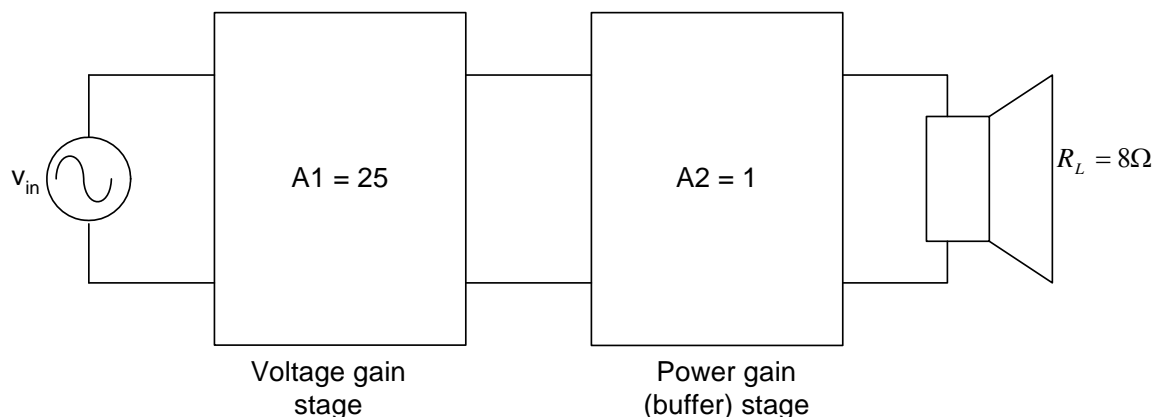 v_in
A1 = 25
A2 = 1
R_L = 8Ω
Voltage gain
stage
Power gain
(buffer) stage